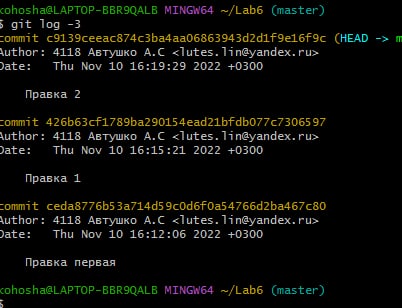 ohosha@LAPTOP-BBR9QALB MINGW64 ~/Lab6 (master)
$ git log -3
commit c9139ceeac874c3ba4aa06863943d2d1f9e16f9c (HEAD -> m
Author: 4118 Автушко А.С <lutes.lin@yandex.ru>
Date: Thu Nov 10 16:19:29 2022 +0300
Правка 2
commit 426b63cf1789ba290154ead21bfdb077c7306597
Author: 4118 Автушко А.С <lutes.lin@yandex.ru>
Date: Thu Nov 10 16:15:21 2022 +0300
Правка 1
commit ceda8776b53a714d59c0d6f0a54766d2ba467c80
Author: 4118 Автушко А.С <lutes.lin@yandex.ru>
Date: Thu Nov 10 16:12:06 2022 +0300
Правка первая
ohosha@LAPTOP-BBR9QALB MINGW64 ~/Lab6 (master)
$